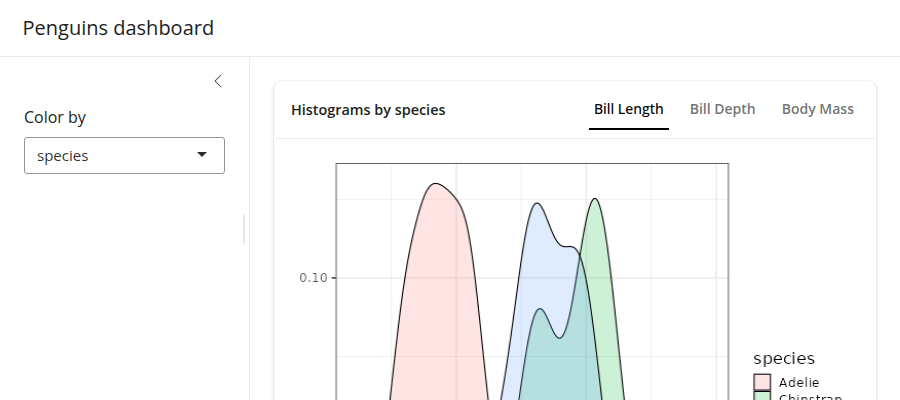 Penguins dashboard
Color by
species
Histograms by species
Bill Length
Bill Depth
Body Mass
0.10
species
Adelie
Chinstrap